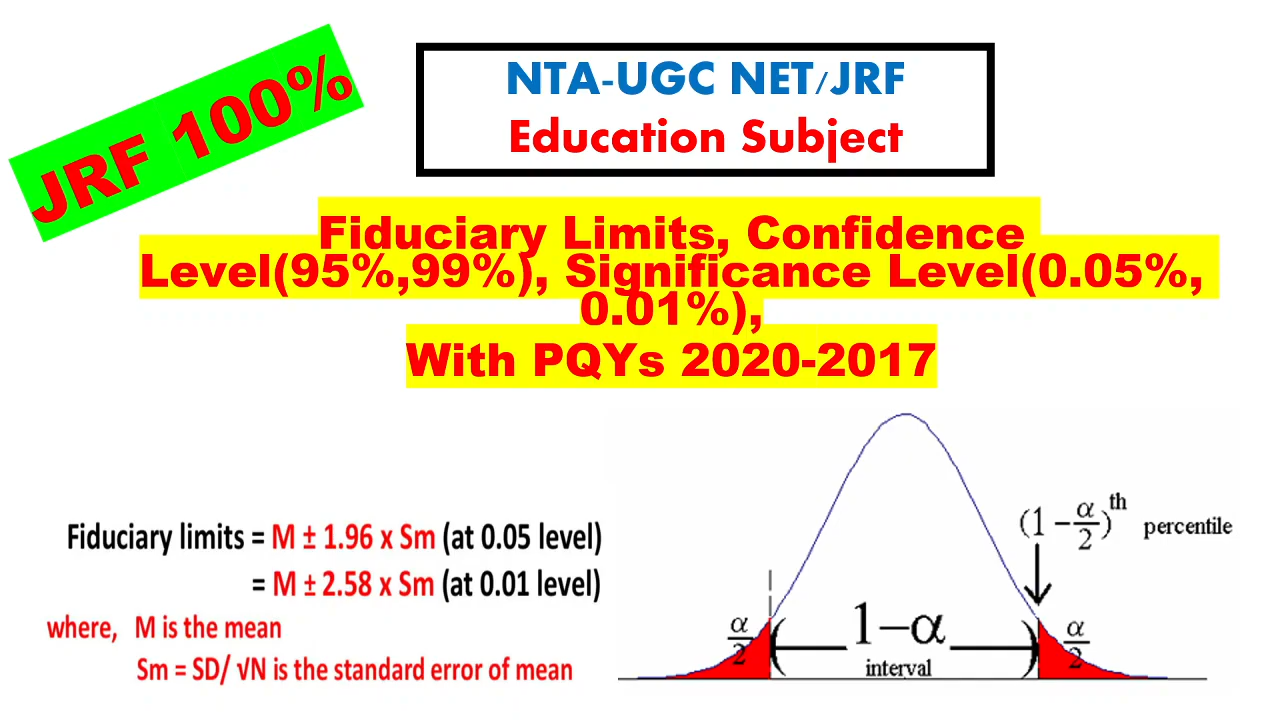 JRF 100%
NTA-UGC NET/JRF
Education Subject
Fiduciary Limits, Confidence
Level(95%,99%), Significance Level(0.05%,
0.01%),
With PQYs 2020-2017
Fiduciary limits = M ± 1.96 x Sm (at 0.05 level)
= M ± 2.58 x Sm (at 0.01 level)
where, M is the mean
Sm = SD/ √N is the standard error of mean
(1 - α/2)th percentile
α/2
( 1-α )
α/2
interval